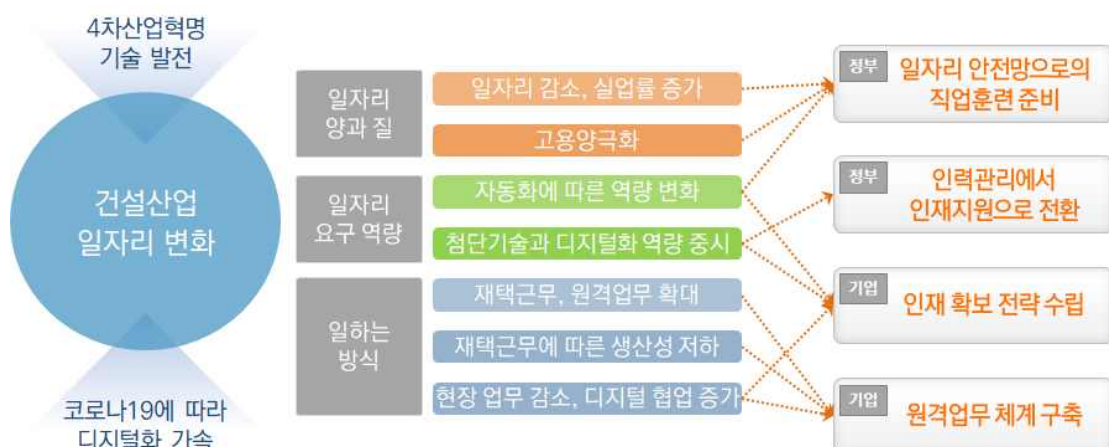 4차산업혁명
기술 발전
건설산업
일자리 변화
코로나19에 따라
디지털화 가속
일자리
양과 질
일자리 감소, 실업률 증가
고용양극화
일자리
요구 역량
자동화에 따른 역량 변화
첨단기술과 디지털화 역량 중시
일하는
방식
재택근무, 원격업무 확대
재택근무에 따른 생산성 저하
현장 업무 감소, 디지털 협업 증가
정부
일자리 안전망으로의
직업훈련 준비
정부
인력관리에서
인재지원으로 전환
기업
인재 확보 전략 수립
기업
원격업무 체계 구축